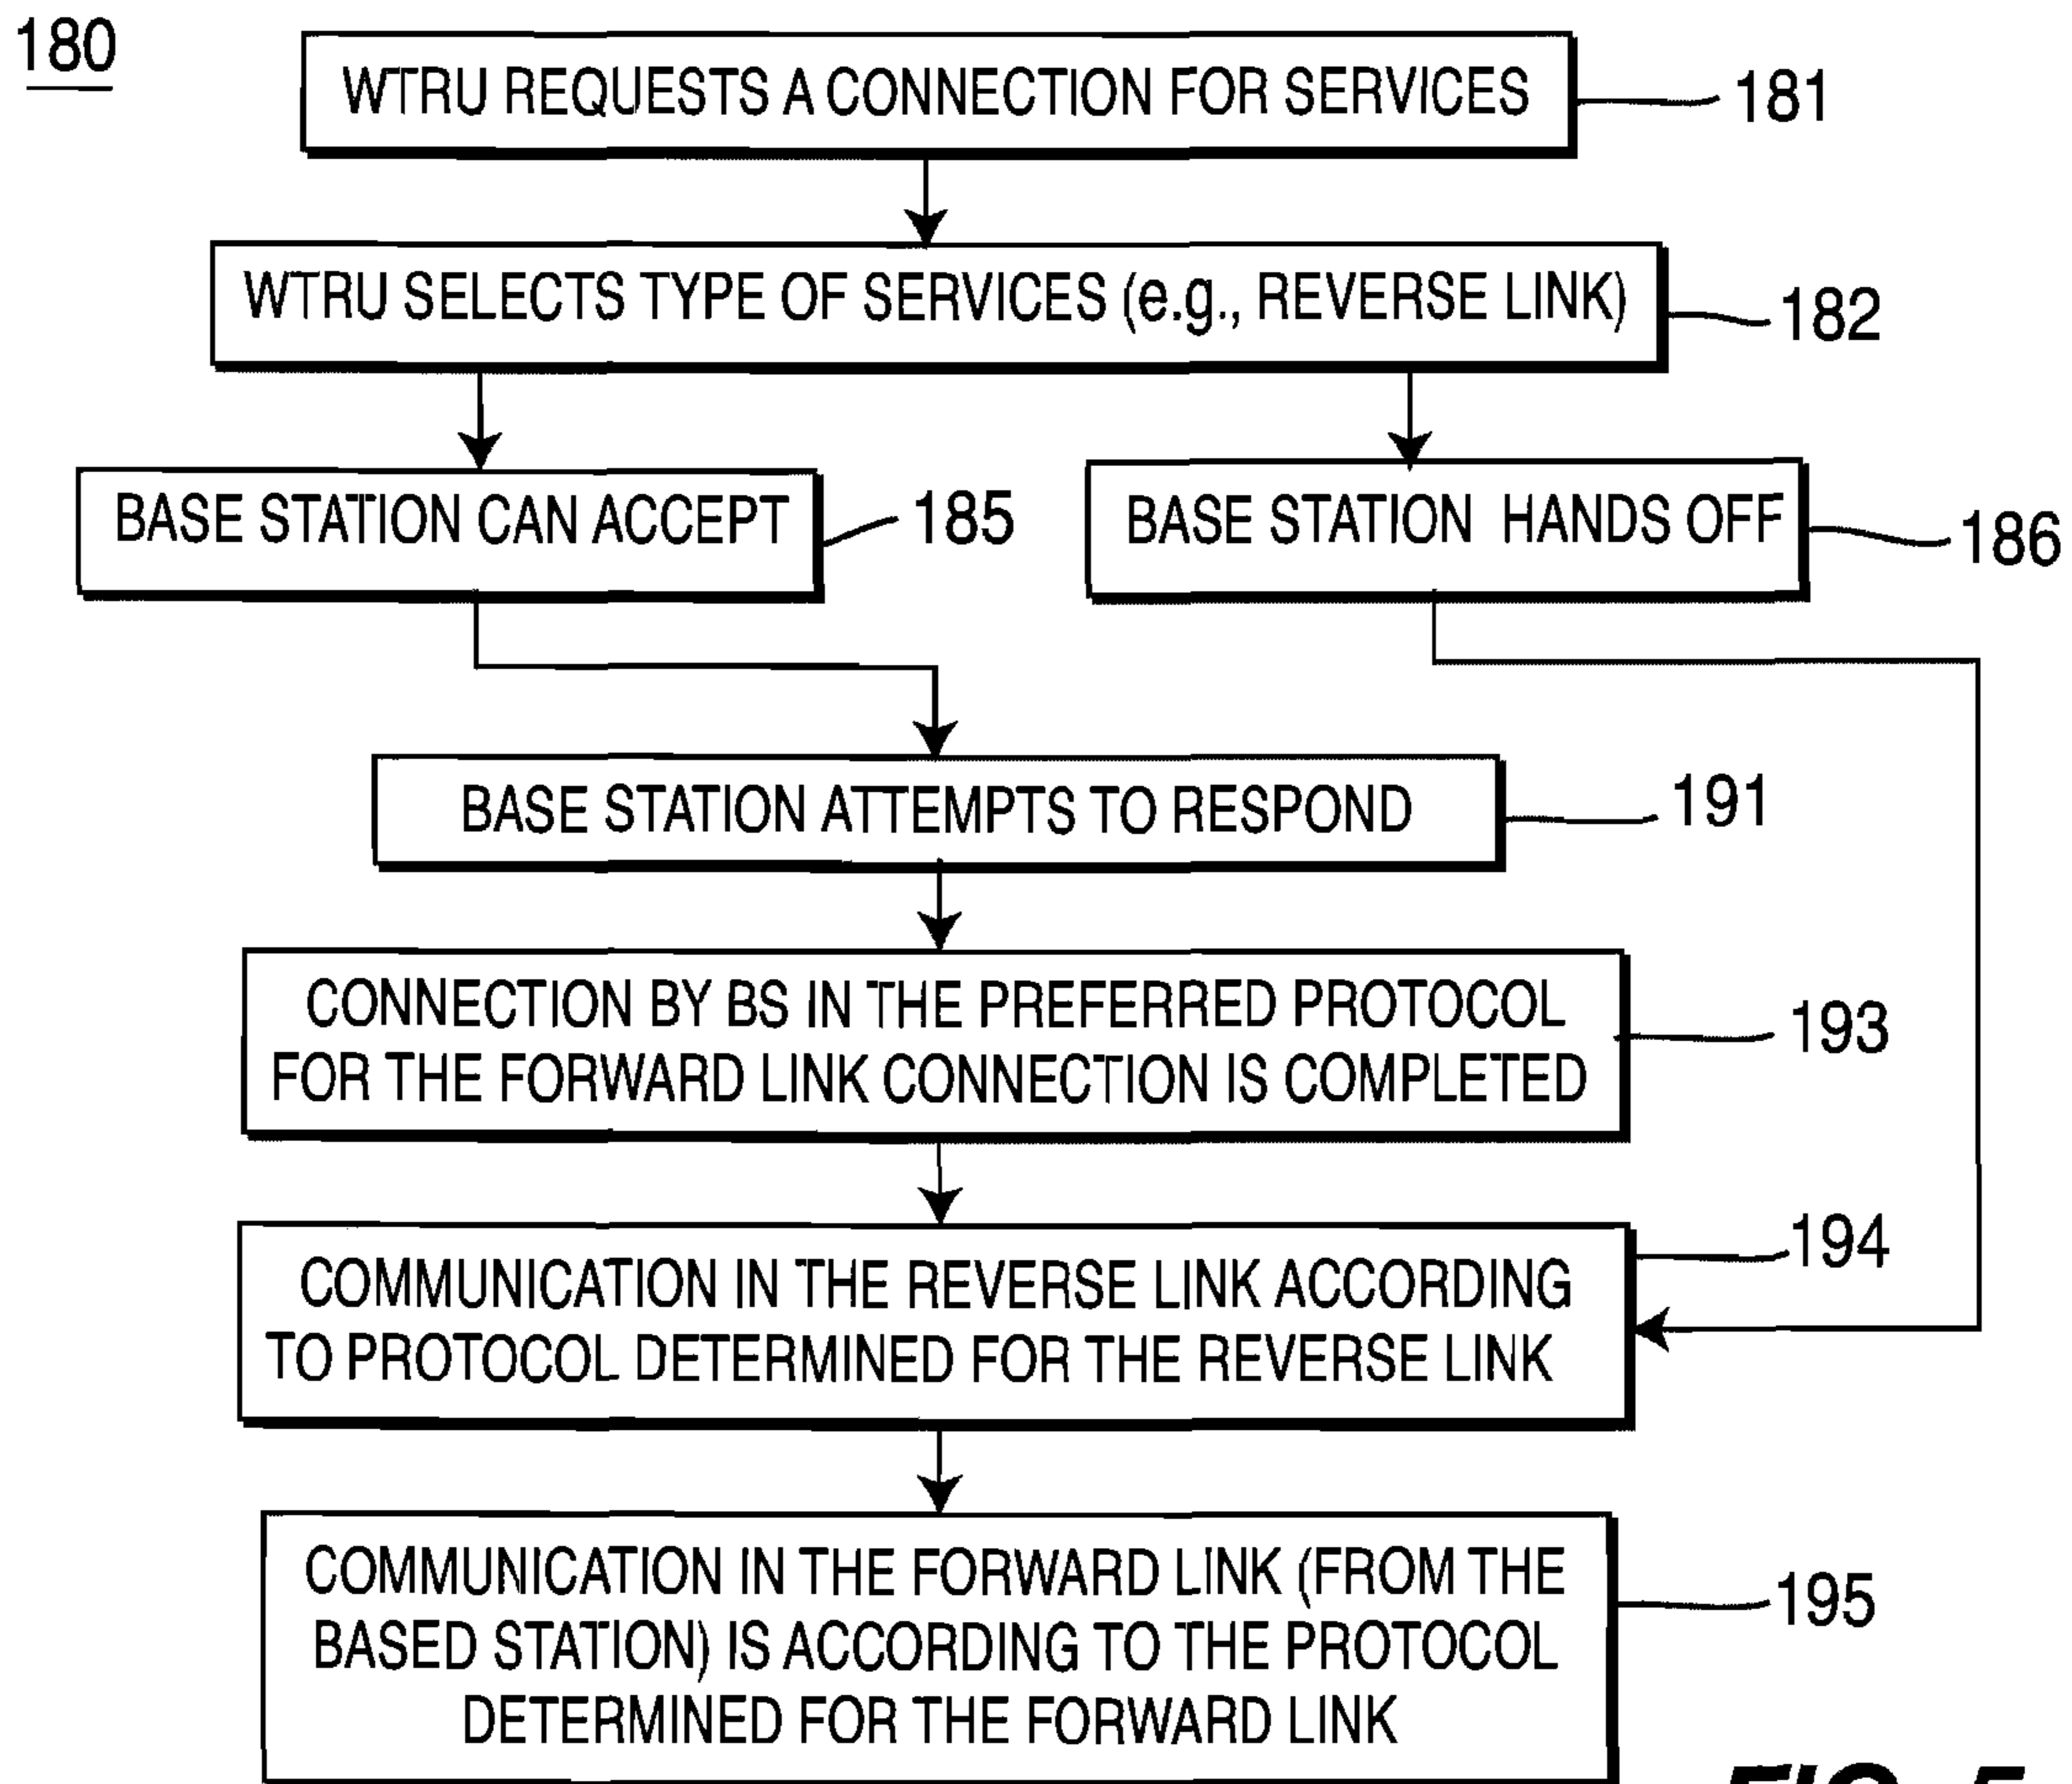 180
WTRU REQUESTS A CONNECTION FOR SERVICES
181
WTRU SELECTS TYPE OF SERVICES (e.g., REVERSE LINK)
182
BASE STATION CAN ACCEPT
185
BASE STATION HANDS OFF
186
BASE STATION ATTEMPTS TO RESPOND
191
CONNECTION BY BS IN THE PREFERRED PROTOCOL
FOR THE FORWARD LINK CONNECTION IS COMPLETED
193
COMMUNICATION IN THE REVERSE LINK ACCORDING
TO PROTOCOL DETERMNED FOR THE REVERSE LINK
194
COMMUNICATION IN THE FORWARD LINK (FROM THE
BASED STATION) IS ACCORDING TO THE PROTOCOL
DETERMINED FOR THE FORWARD LINK
195